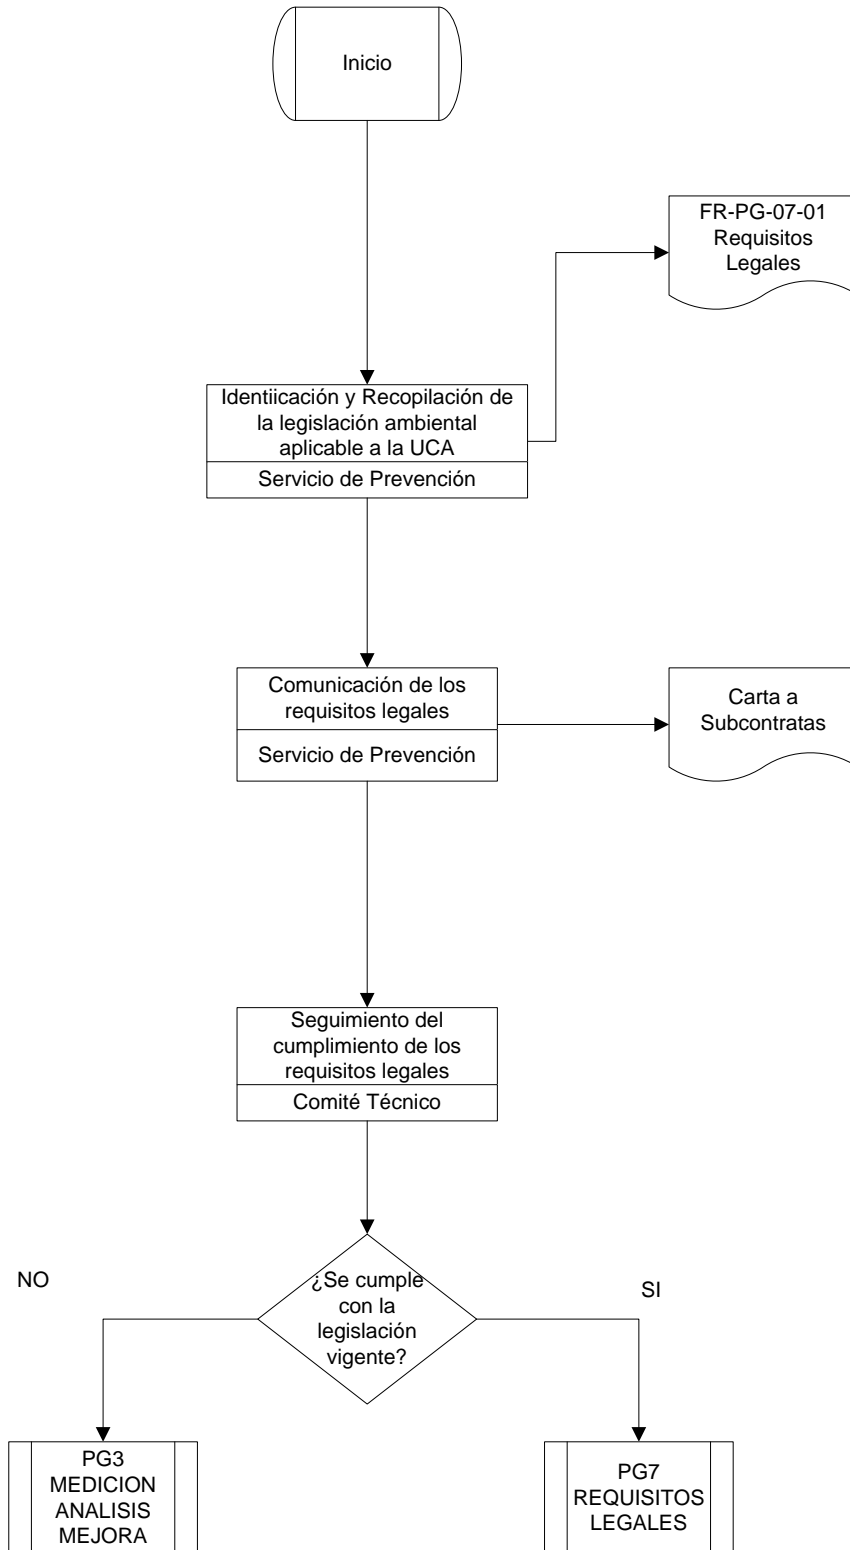 Inicio
FR-PG-07-01
Requisitos
Legales
Identiicación y Recopilación de
la legislación ambiental
aplicable a la UCA
Servicio de Prevención
Comunicación de los
requisitos legales
Servicio de Prevención
Carta a
Subcontratas
Seguimiento del
cumplimiento de los
requisitos legales
Comité Técnico
¿Se cumple
con la
legislación
vigente?
NO
SI
PG3
MEDICION
ANALISIS
MEJORA
PG7
REQUISITOS
LEGALES